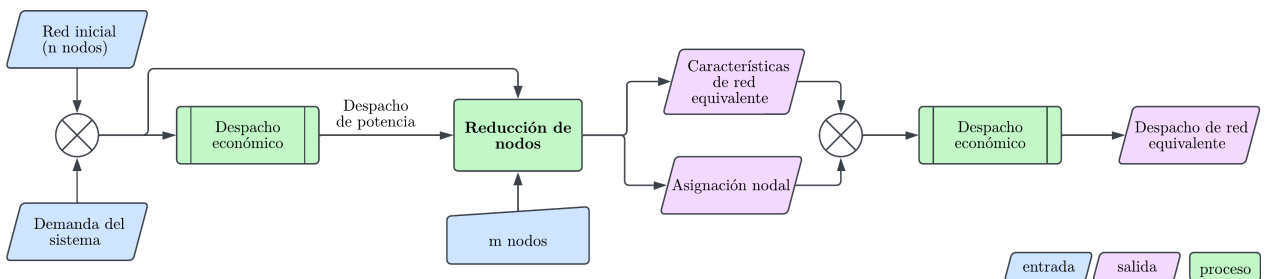 Red inicial
(n nodos)
Demanda del
sistema
Despacho
económico
Despacho
de potencia
Reducción de
nodos
m nodos
Características
de red
equivalente
Asignación nodal
Despacho
económico
Despacho de red
equivalente
entrada
salida
proceso